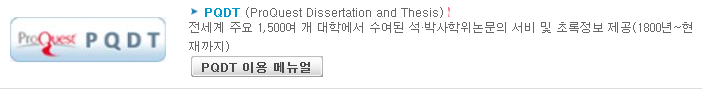 ProQuest PQDT
PQDT (ProQuest Dissertation and Thesis)
전세계 주요 1,500여 개 대학에서 수여된 석·박사학위논문의 서비 및 초록정보 제공(1800년~현
재까지)
PQDT 이용 메뉴얼